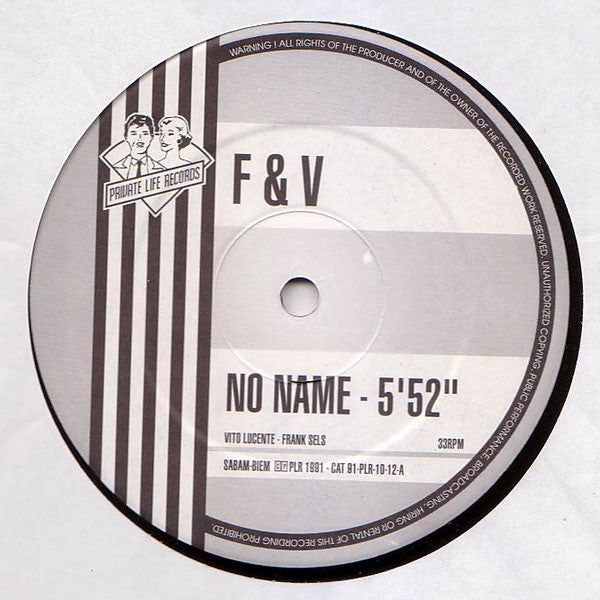 WARNING ! ALL RIGHTS OF THE PRODUCER AND OF THE OWNER OF THE RECORDED WORK RESERVED. UNAUTHORIZED COPYING, PUBLIC PERFORMANCE, BROADCASTING, HIRING OR RENTAL OF THIS RECORDING PROHIBITED.
PRIVATE LIFE RECORDS
F & V
NO NAME - 5'52"
VITO LUCENTE - FRANK SELS 33RPM
SABAM-BIEM ⒸⓅ PLR 1991 - CAT 91-PLR-10-12-A